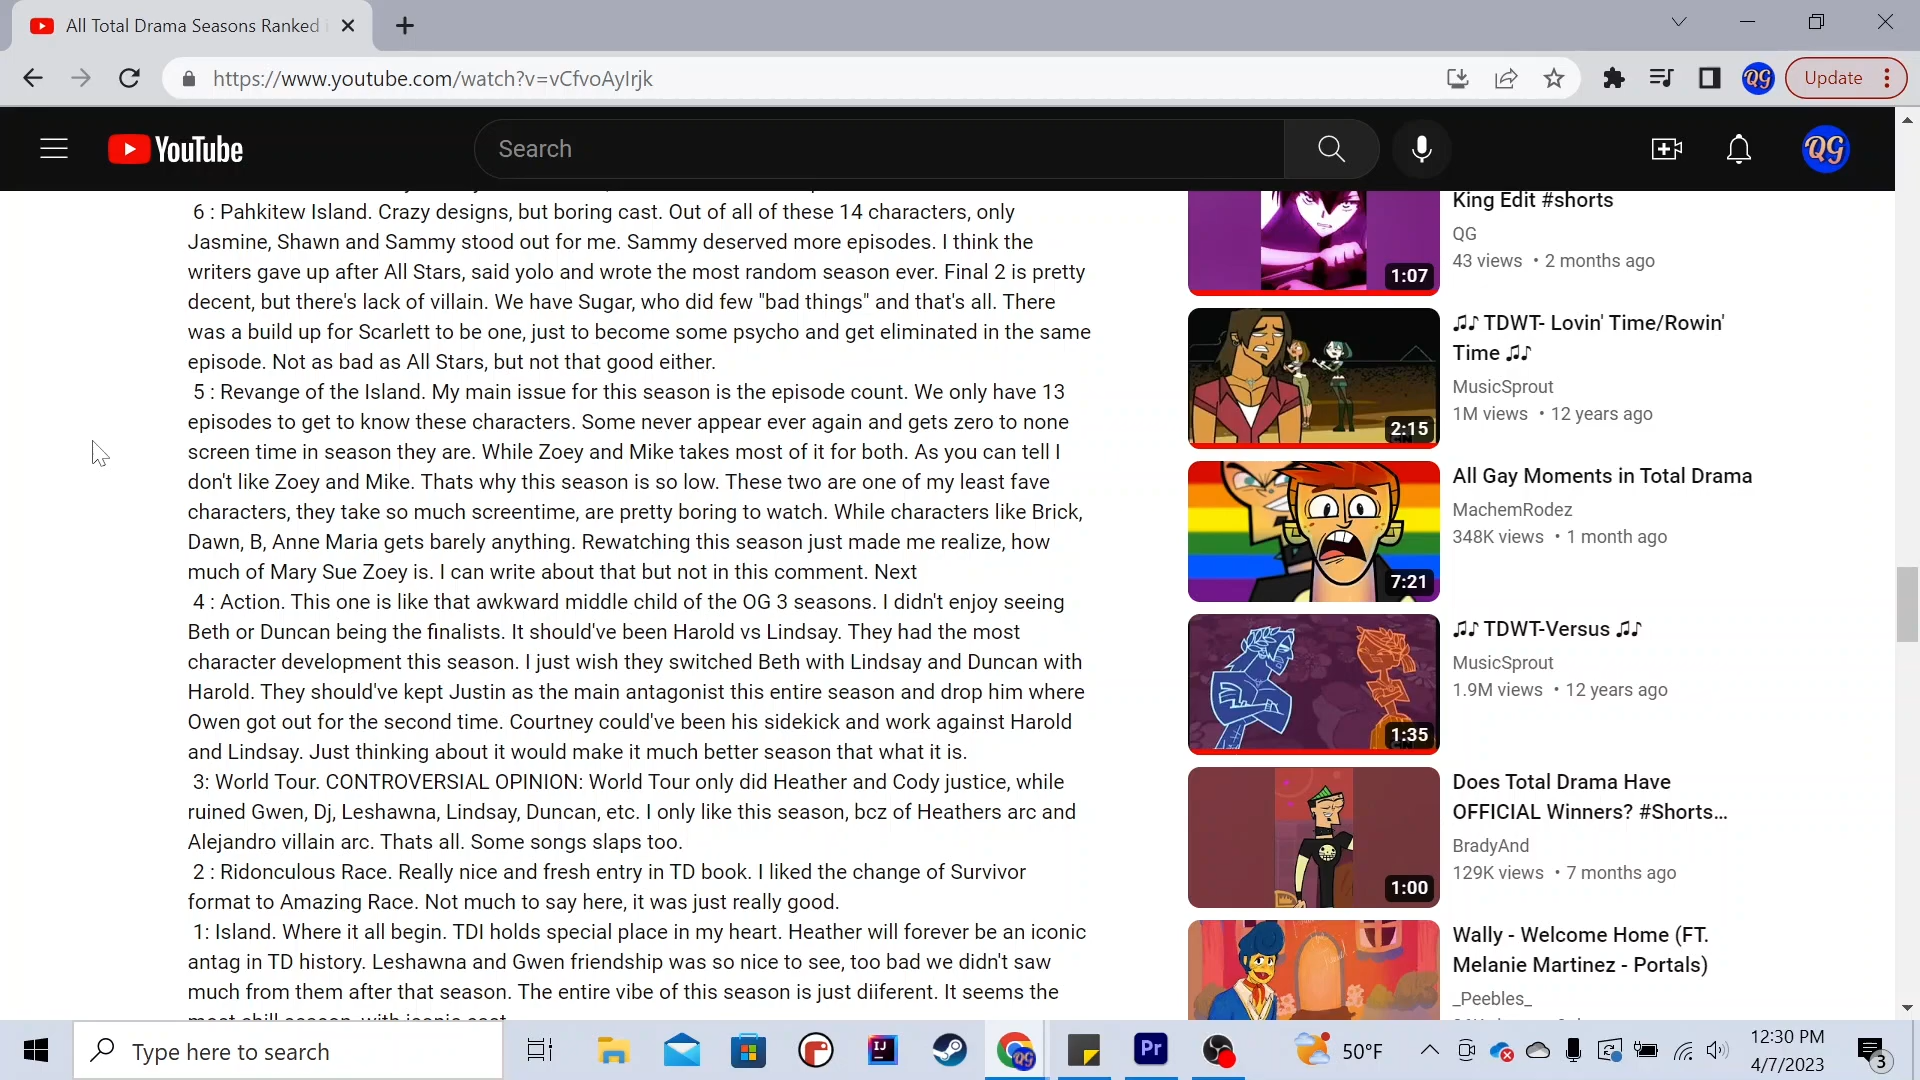 All Total Drama Seasons Ranked
https://www.youtube.com/watch?v=vCfvoAyIrjk
QG
Update
YouTube
Search
QG
6 : Pahkitew Island. Crazy designs, but boring cast. Out of all of these 14 characters, only
Jasmine, Shawn and Sammy stood out for me. Sammy deserved more episodes. I think the
writers gave up after All Stars, said yolo and wrote the most random season ever. Final 2 is pretty
decent, but there's lack of villain. We have Sugar, who did few "bad things" and that's all. There
was a build up for Scarlett to be one, just to become some psycho and get eliminated in the same
episode. Not as bad as All Stars, but not that good either.
5 : Revange of the Island. My main issue for this season is the episode count. We only have 13
episodes to get to know these characters. Some never appear ever again and gets zero to none
screen time in season they are. While Zoey and Mike takes most of it for both. As you can tell I
don't like Zoey and Mike. Thats why this season is so low. These two are one of my least fave
characters, they take so much screentime, are pretty boring to watch. While characters like Brick,
Dawn, B, Anne Maria gets barely anything. Rewatching this season just made me realize, how
much of Mary Sue Zoey is. I can write about that but not in this comment. Next
4 : Action. This one is like that awkward middle child of the OG 3 seasons. I didn't enjoy seeing
Beth or Duncan being the finalists. It should've been Harold vs Lindsay. They had the most
character development this season. I just wish they switched Beth with Lindsay and Duncan with
Harold. They should've kept Justin as the main antagonist this entire season and drop him where
Owen got out for the second time. Courtney could've been his sidekick and work against Harold
and Lindsay. Just thinking about it would make it much better season that what it is.
3: World Tour. CONTROVERSIAL OPINION: World Tour only did Heather and Cody justice, while
ruined Gwen, Dj, Leshawna, Lindsay, Duncan, etc. I only like this season, bcz of Heathers arc and
Alejandro villain arc. Thats all. Some songs slaps too.
2 : Ridonculous Race. Really nice and fresh entry in TD book. I liked the change of Survivor
format to Amazing Race. Not much to say here, it was just really good.
1: Island. Where it all begin. TDI holds special place in my heart. Heather will forever be an iconic
antag in TD history. Leshawna and Gwen friendship was so nice to see, too bad we didn't saw
much from them after that season. The entire vibe of this season is just diiferent. It seems the
King Edit #shorts
QG
43 views • 2 months ago
1:07
♫♪ TDWT- Lovin' Time/Rowin'
Time ♫♪
MusicSprout
1M views • 12 years ago
2:15
All Gay Moments in Total Drama
MachemRodez
348K views • 1 month ago
7:21
♫♪ TDWT-Versus ♫♪
MusicSprout
1.9M views • 12 years ago
1:35
Does Total Drama Have
OFFICIAL Winners? #Shorts...
BradyAnd
129K views • 7 months ago
1:00
Wally - Welcome Home (FT.
Melanie Martinez - Portals)
_Peebles_
Type here to search
IJ
QG
Pr
50°F
12:30 PM
4/7/2023
3